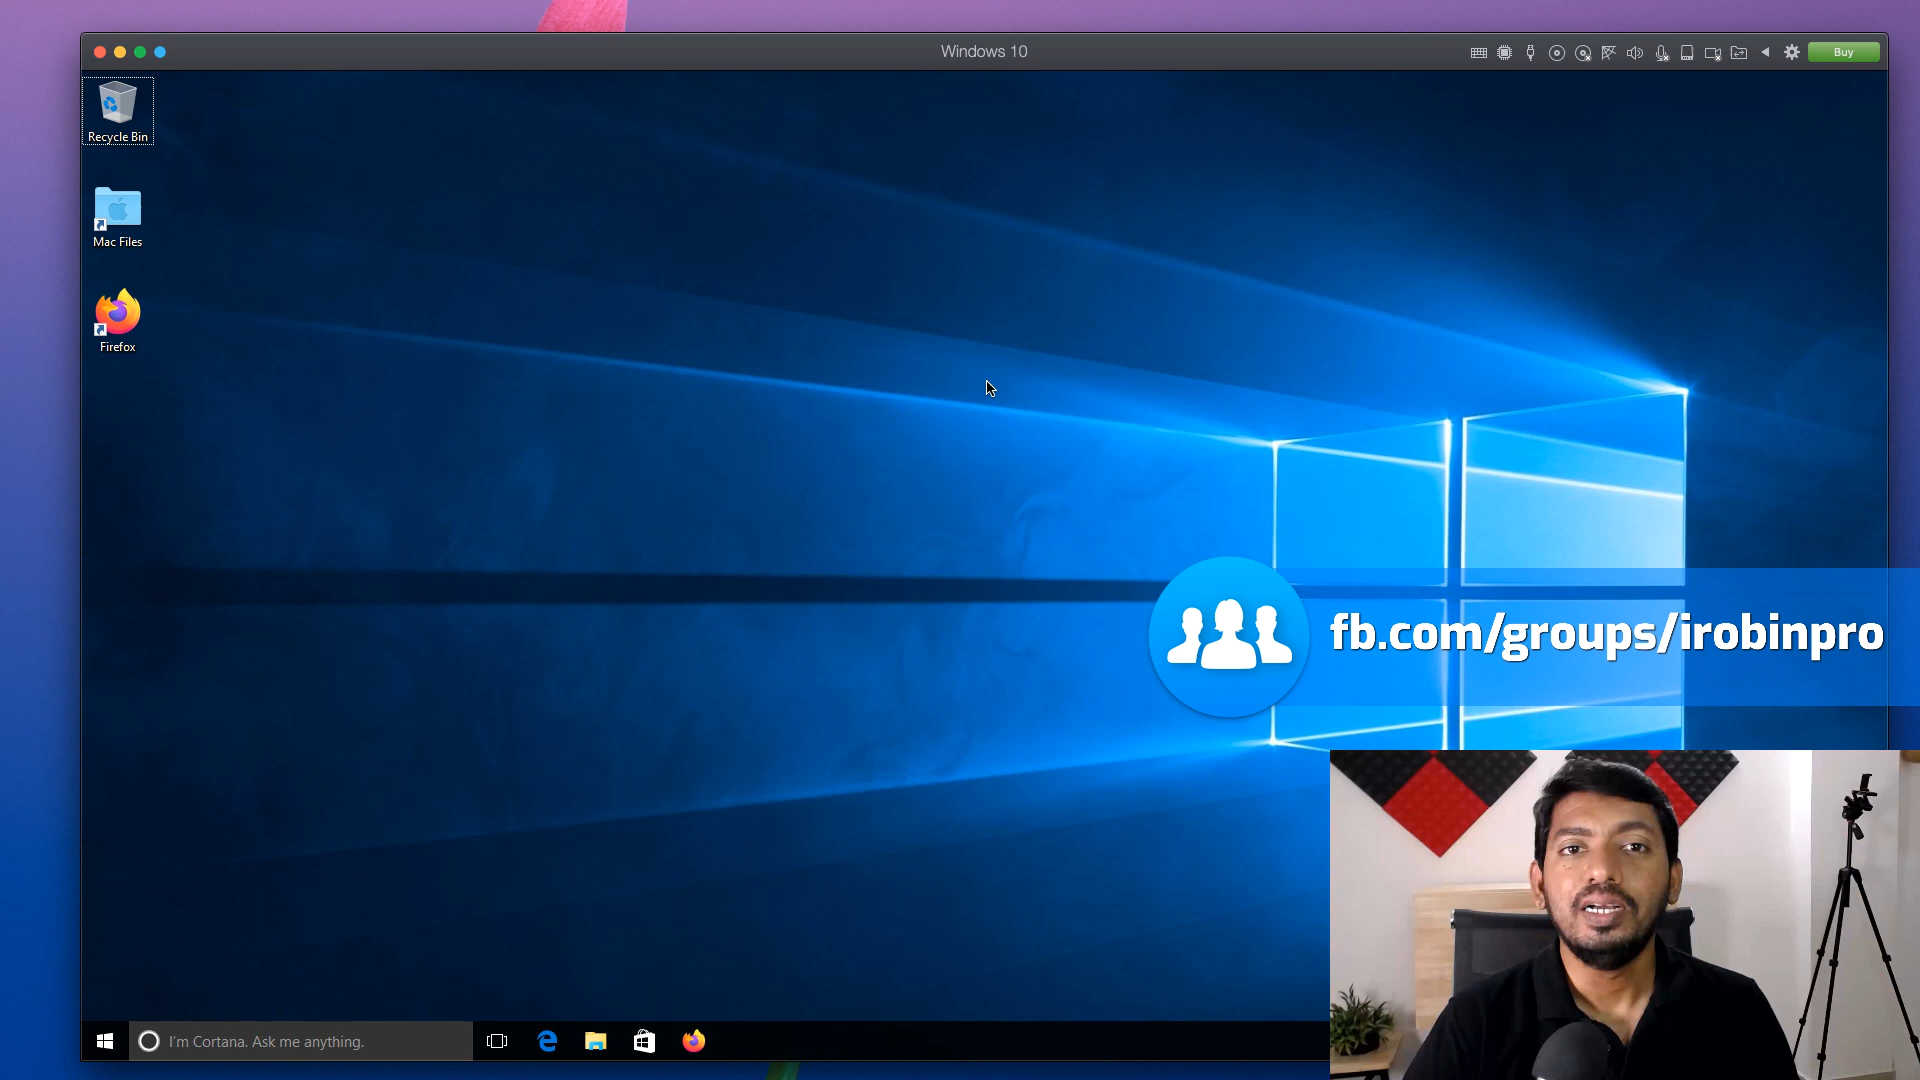 Windows 10
Buy
Recycle Bin
Mac Files
Firefox
fb.com/groups/irobinpro
I'm Cortana. Ask me anything.